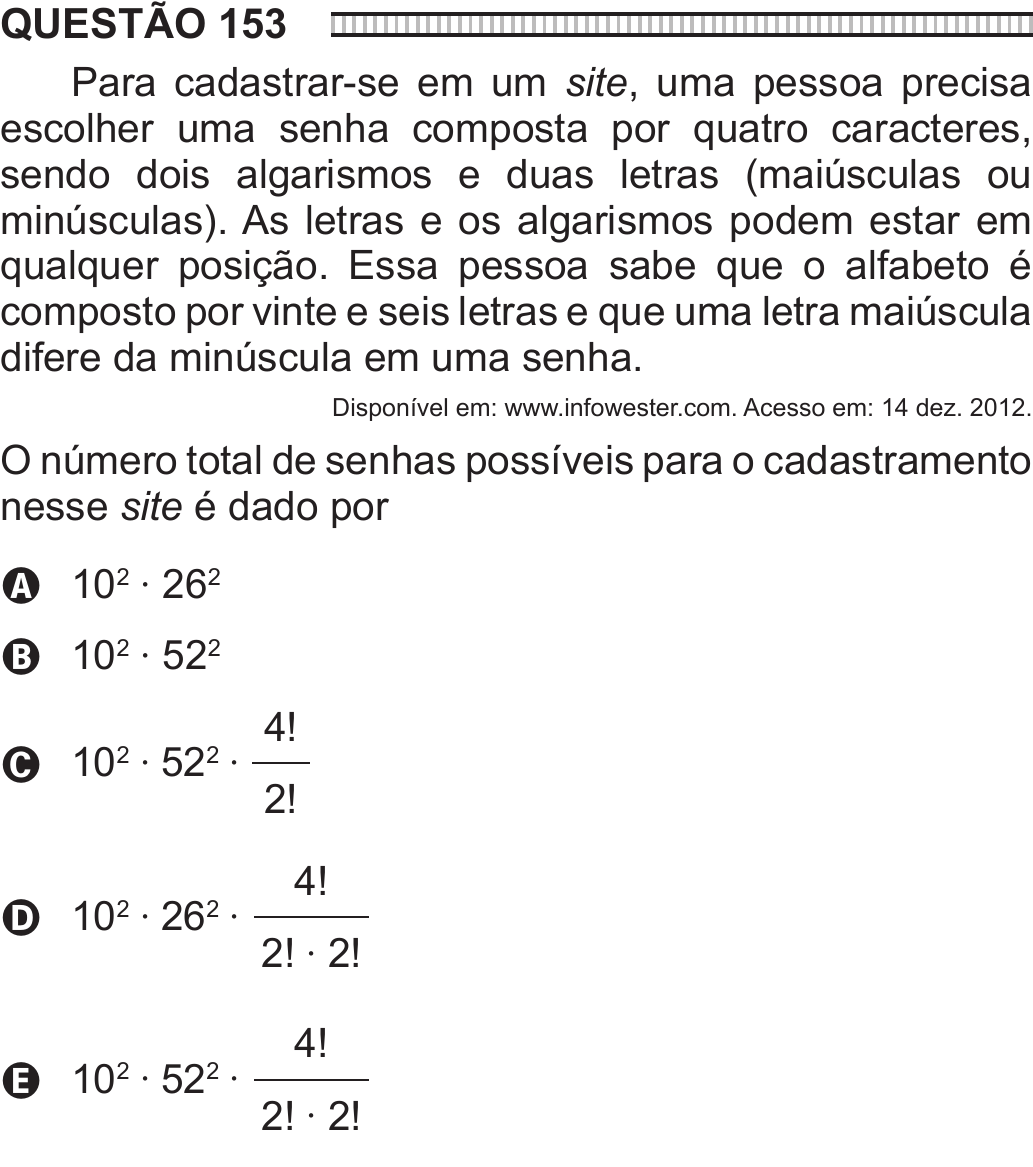 QUESTÃO 153
Para cadastrar-se em um site, uma pessoa precisa
escolher uma senha composta por quatro caracteres,
sendo dois algarismos e duas letras (maiúsculas ou
minúsculas). As letras e os algarismos podem estar em
qualquer posição. Essa pessoa sabe que o alfabeto é
composto por vinte e seis letras e que uma letra maiúscula
difere da minúscula em uma senha.
Disponível em: www.infowester.com. Acesso em: 14 dez. 2012.
O número total de senhas possíveis para o cadastramento
nesse site é dado por
A 10² · 26²
B 10² · 52²
C 10² · 52² · 4!
2!
D 10² · 26² · 4!
2! · 2!
E 10² · 52² · 4!
2! · 2!